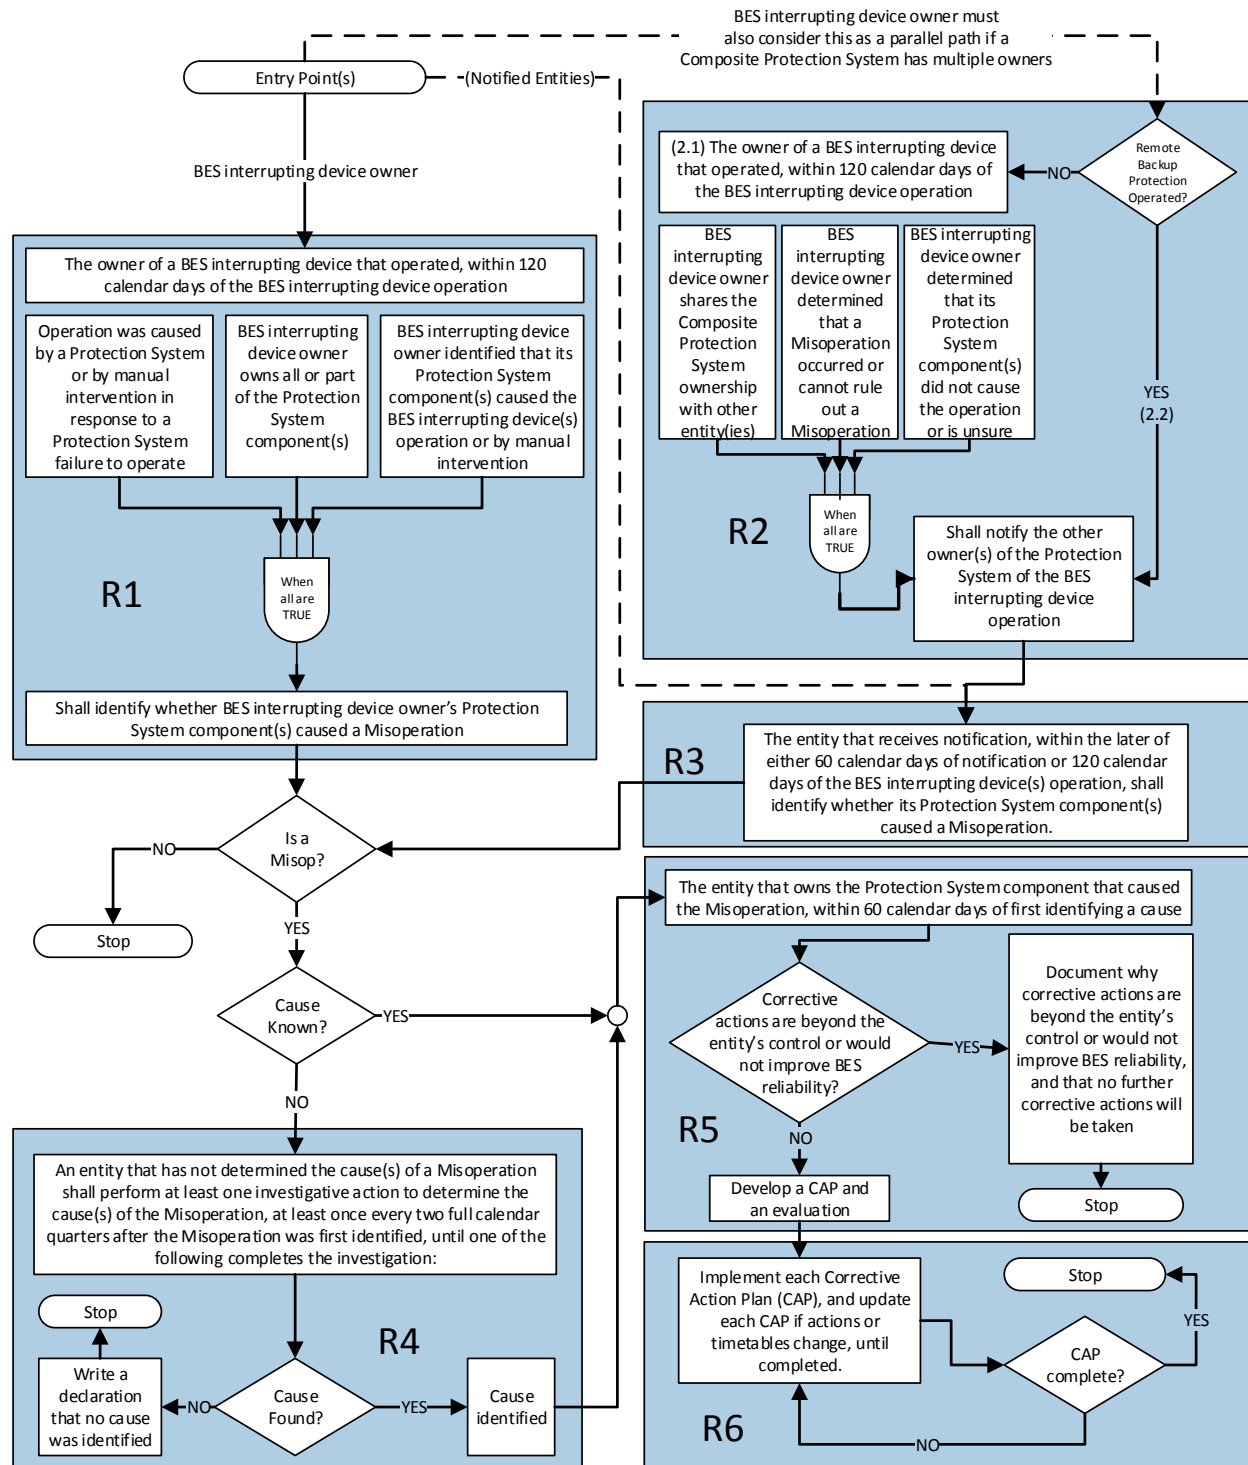 BES interrupting device owner must
also consider this as a parallel path if a
Composite Protection System has multiple owners
Entry Point(s)
(Notified Entities)
BES interrupting device owner
The owner of a BES interrupting device that operated, within 120
calendar days of the BES interrupting device operation
Operation was caused
by a Protection System
or by manual
intervention in
response to a
Protection System
failure to operate
BES interrupting
device owner
owns all or part
of the Protection
System
component(s)
BES interrupting device
owner identified that its
Protection System
component(s) caused the
BES interrupting device(s)
operation or by manual
intervention
When
all are
TRUE
R1
Shall identify whether BES interrupting device owner's Protection
System component(s) caused a Misoperation
Remote
Backup
Protection
Operated?
NO
(2.1) The owner of a BES interrupting device
that operated, within 120 calendar days of
the BES interrupting device operation
BES
interrupting
device owner
shares the
Composite
Protection
System
ownership
with other
entity(ies)
BES
interrupting
device owner
determined
that a
Misoperation
occurred or
cannot rule
out a
Misoperation
BES interrupting
device owner
determined
that its
Protection
System
component(s)
did not cause
the operation
or is unsure
YES
(2.2)
When
all are
TRUE
R2
Shall notify the other
owner(s) of the Protection
System of the BES
interrupting device
operation
R3
The entity that receives notification, within the later of
either 60 calendar days of notification or 120 calendar
days of the BES interrupting device(s) operation, shall
identify whether its Protection System component(s)
caused a Misoperation.
Is a
Misop?
NO
Stop
YES
Cause
Known?
YES
NO
An entity that has not determined the cause(s) of a Misoperation
shall perform at least one investigative action to determine the
cause(s) of the Misoperation, at least once every two full calendar
quarters after the Misoperation was first identified, until one of the
following completes the investigation:
R4
Stop
Write a
declaration
that no cause
was identified
NO
Cause
Found?
YES
Cause
identified
The entity that owns the Protection System component that caused
the Misoperation, within 60 calendar days of first identifying a cause
Corrective
actions are beyond the
entity's control or would
not improve BES
reliability?
YES
Document why
corrective actions are
beyond the entity's
control or would not
improve BES reliability,
and that no further
corrective actions will
be taken
Stop
R5
NO
Develop a CAP and
an evaluation
Implement each Corrective
Action Plan (CAP), and update
each CAP if actions or
timetables change, until
completed.
Stop
YES
CAP
complete?
NO
R6